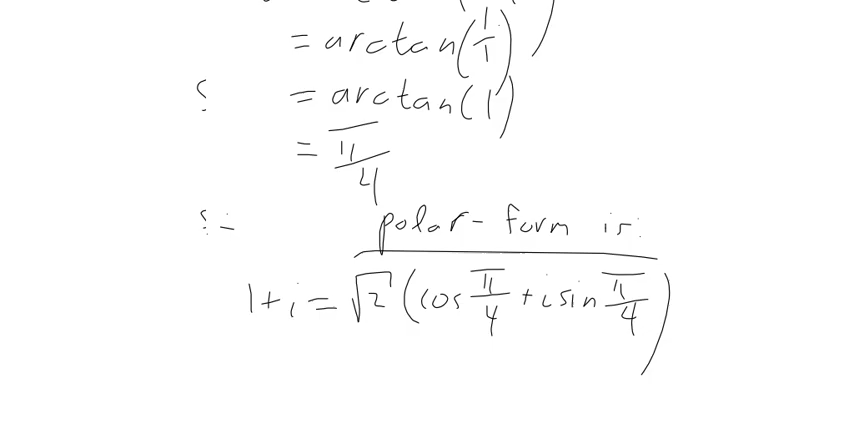 = arctan(1/1)
= arctan(1)
= π/4
polar-form is:
1+i = √2 (cos π/4 + i sin π/4)